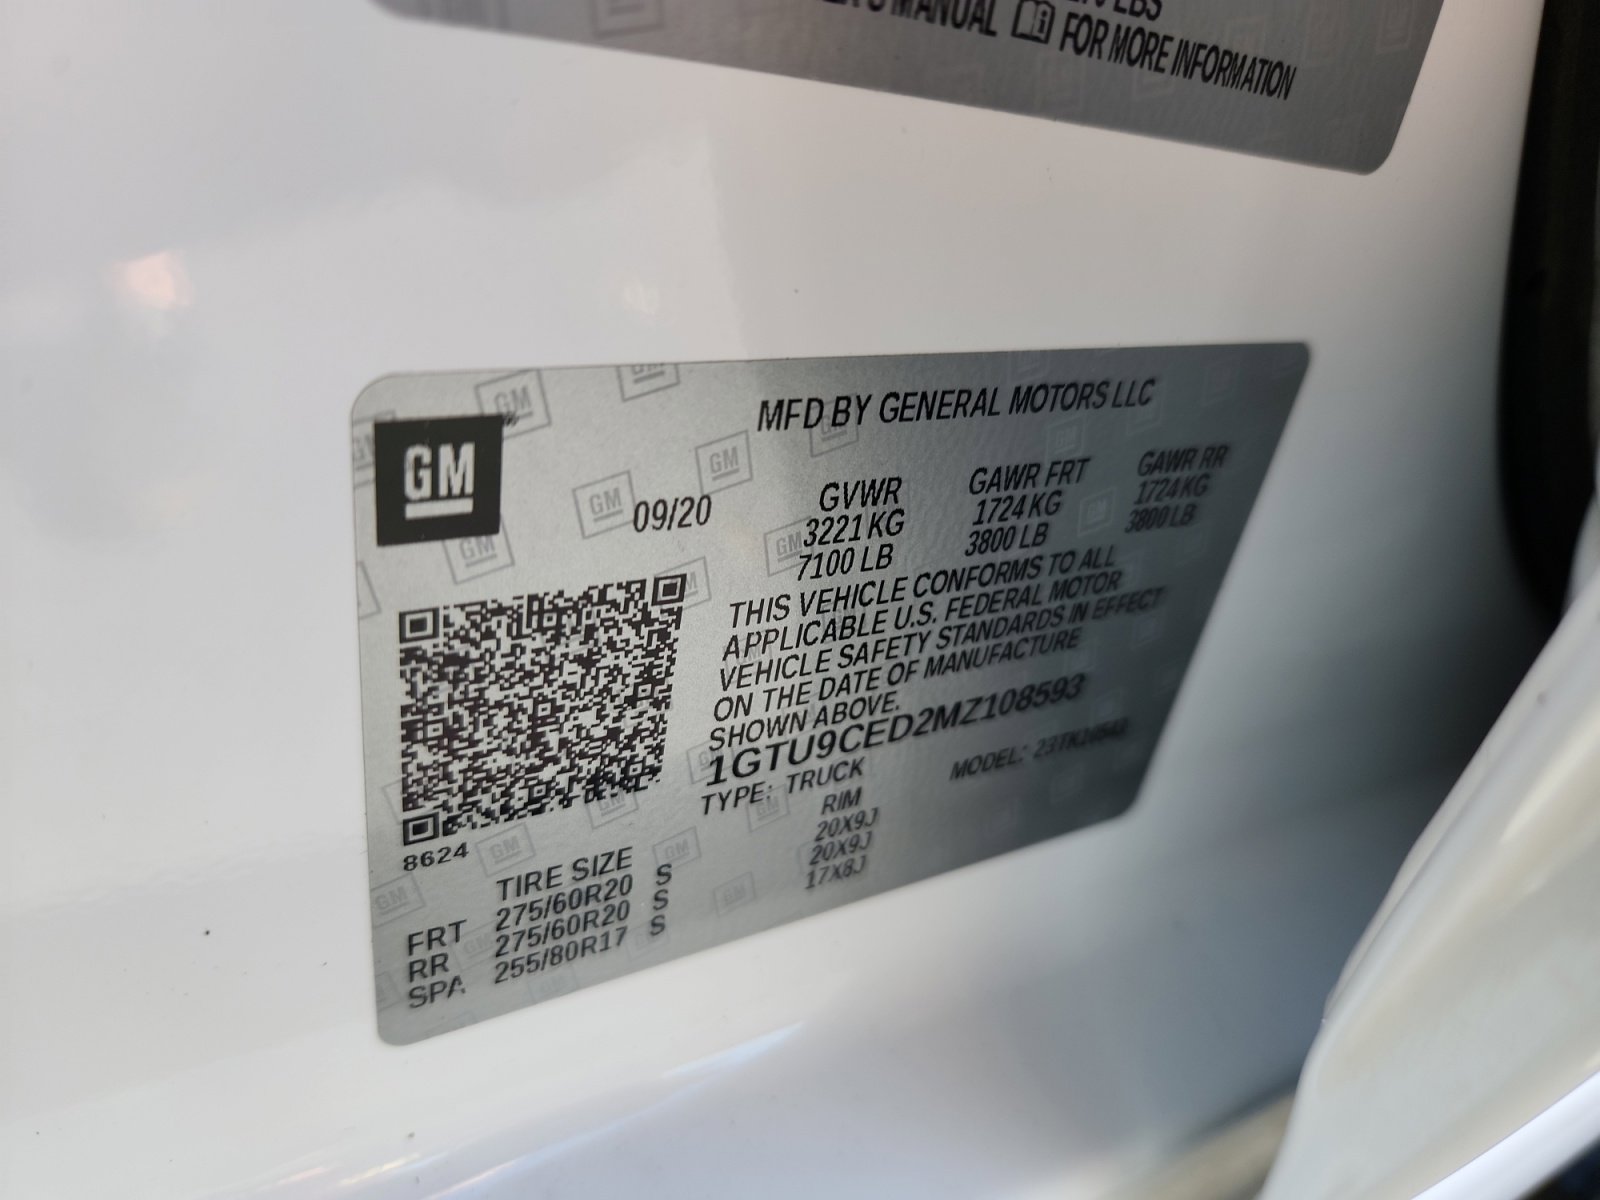 MANUAL FOR MORE INFORMATION
GM
MFD BY GENERAL MOTORS LLC
09/20
GVWR GAWR FRT GAWR RR
3221 KG 1724 KG 1724 KG
7100 LB 3800 LB 3800 LB
THIS VEHICLE CONFORMS TO ALL
APPLICABLE U.S. FEDERAL MOTOR
VEHICLE SAFETY STANDARDS IN EFFECT
ON THE DATE OF MANUFACTURE
SHOWN ABOVE.
1GTU9CED2MZ108593
TYPE: TRUCK MODEL:
8624
TIRE SIZE RIM
FRT 275/60R20 S 20X9J
RR 275/60R20 S 20X9J
SPA 255/80R17 S 17X8J